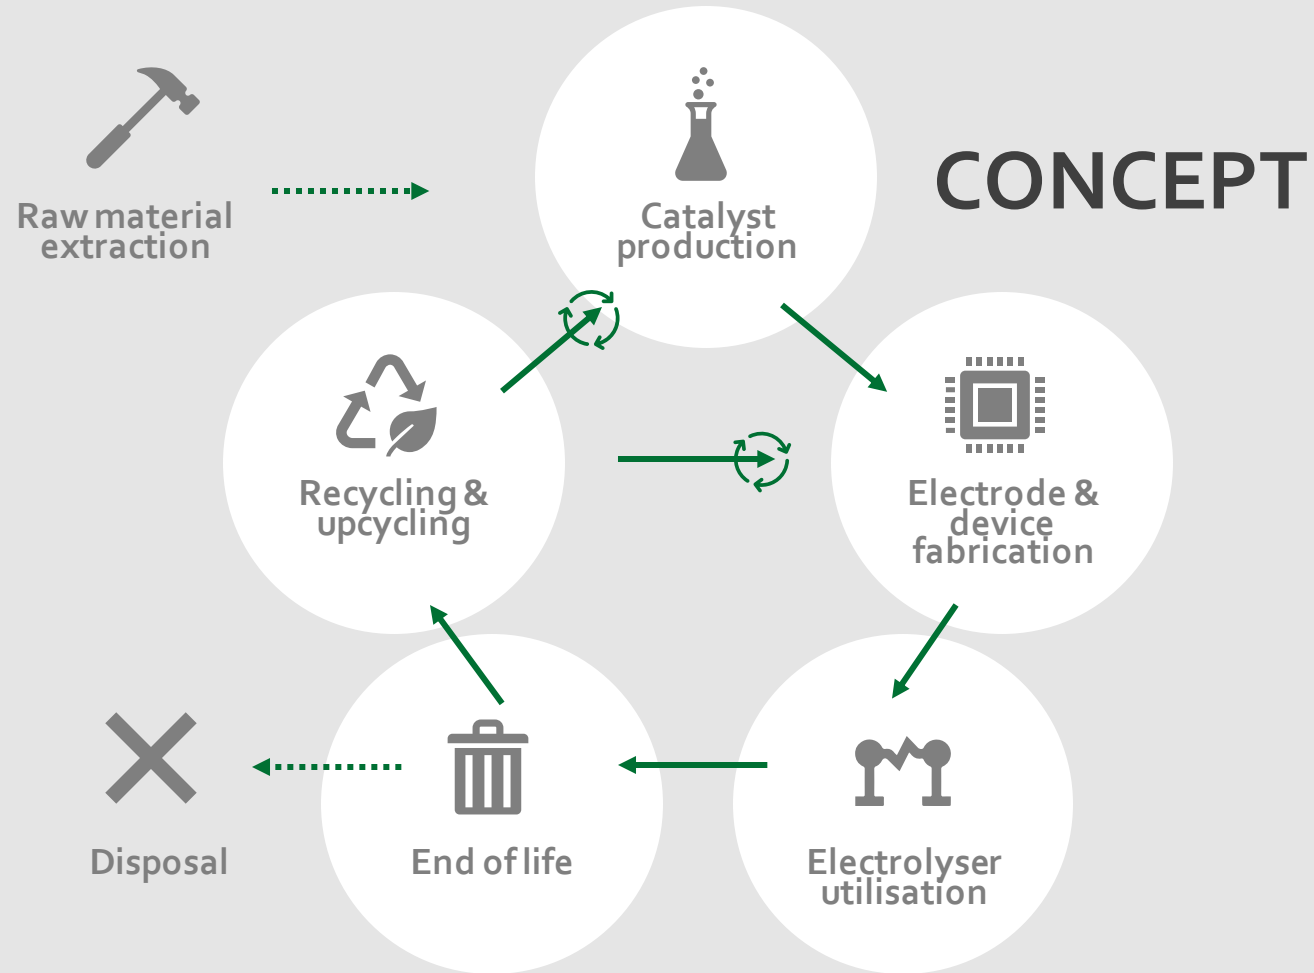 CONCEPT
Raw material
extraction
Catalyst
production
Recycling &
upcycling
Electrode &
device
fabrication
Disposal
End of life
Electrolyser
utilisation